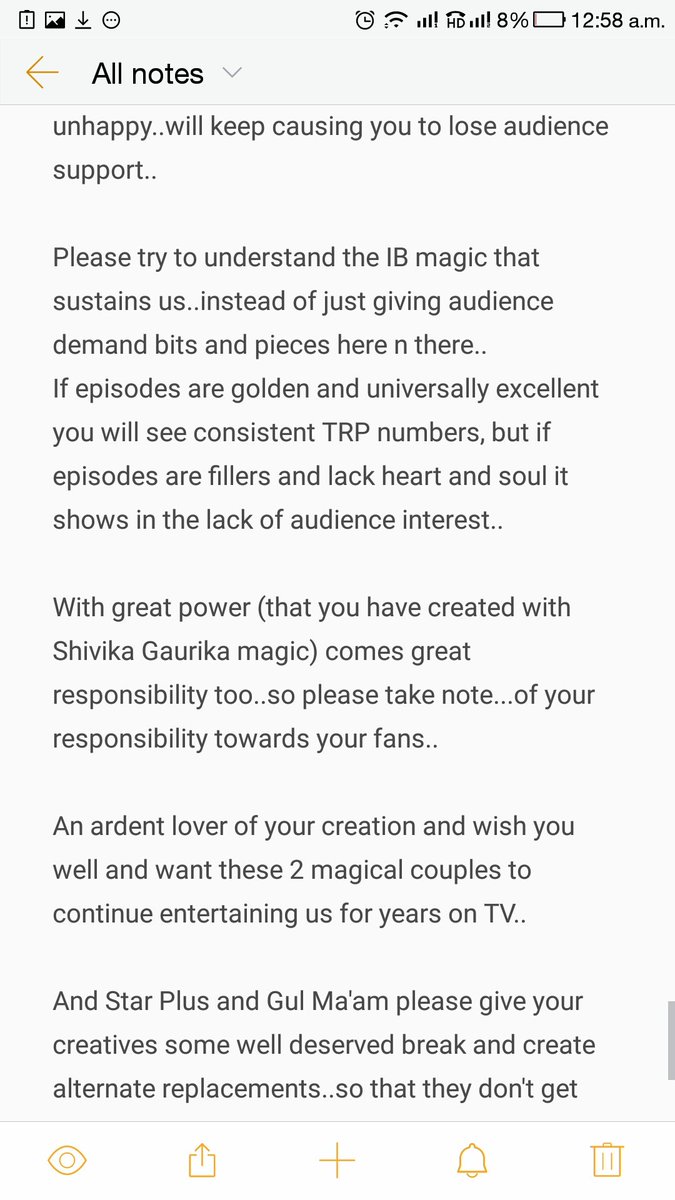 HD 8% 12:58 a.m.
All notes
unhappy..will keep causing you to lose audience
support..
Please try to understand the IB magic that
sustains us..instead of just giving audience
demand bits and pieces here n there..
If episodes are golden and universally excellent
you will see consistent TRP numbers, but if
episodes are fillers and lack heart and soul it
shows in the lack of audience interest..
With great power (that you have created with
Shivika Gaurika magic) comes great
responsibility too..so please take note...of your
responsibility towards your fans..
An ardent lover of your creation and wish you
well and want these 2 magical couples to
continue entertaining us for years on TV..
And Star Plus and Gul Ma'am please give your
creatives some well deserved break and create
alternate replacements..so that they don't get